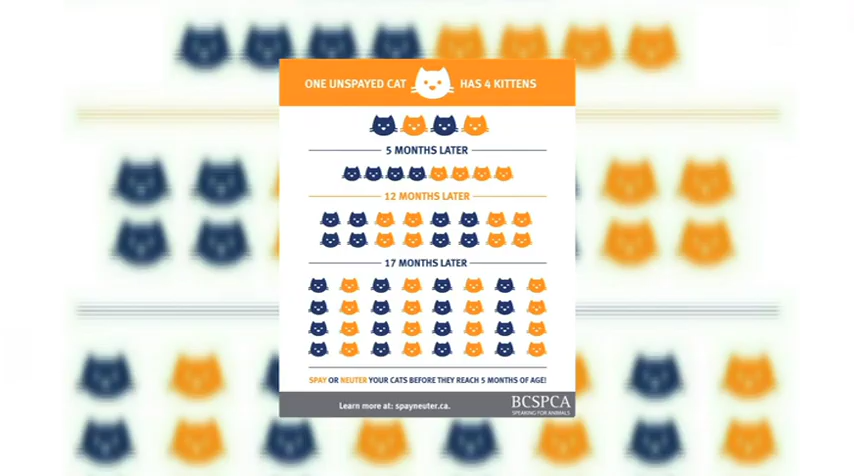 ONE UNSPAYED CAT HAS 4 KITTENS
5 MONTHS LATER
12 MONTHS LATER
17 MONTHS LATER
SPAY OR NEUTER YOUR CATS BEFORE THEY REACH 5 MONTHS OF AGE!
Learn more at: spayneuter.ca.
BCSPCA
SPEAKING FOR ANIMALS